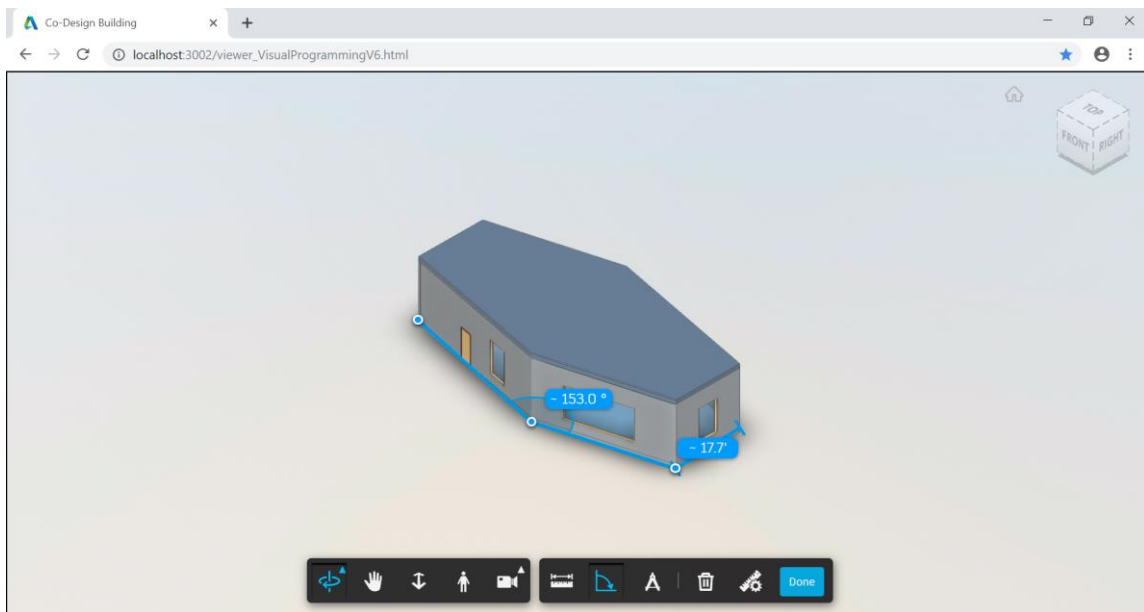 Co-Design Building
localhost:3002/viewer_VisualProgrammingV6.html
TOP
FRONT RIGHT
~ 153.0 °
~ 17.7'
Done